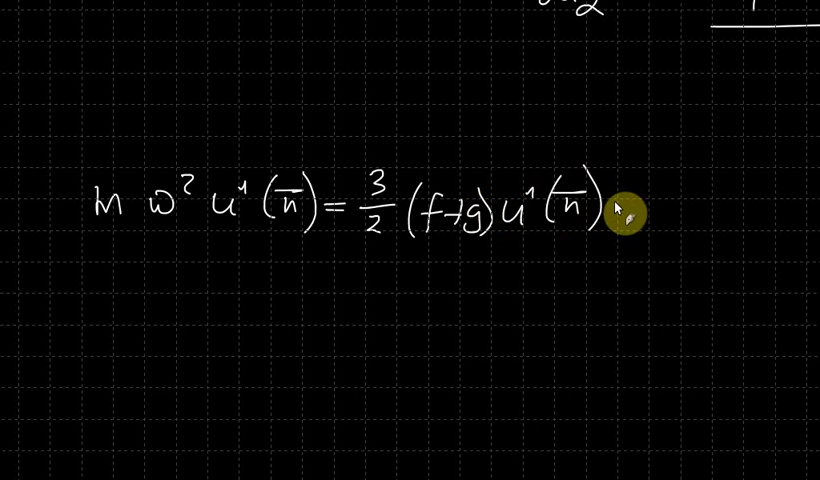 m ω² u¹ (n̅) = 3/2 (f+g) u¹ (n̅)